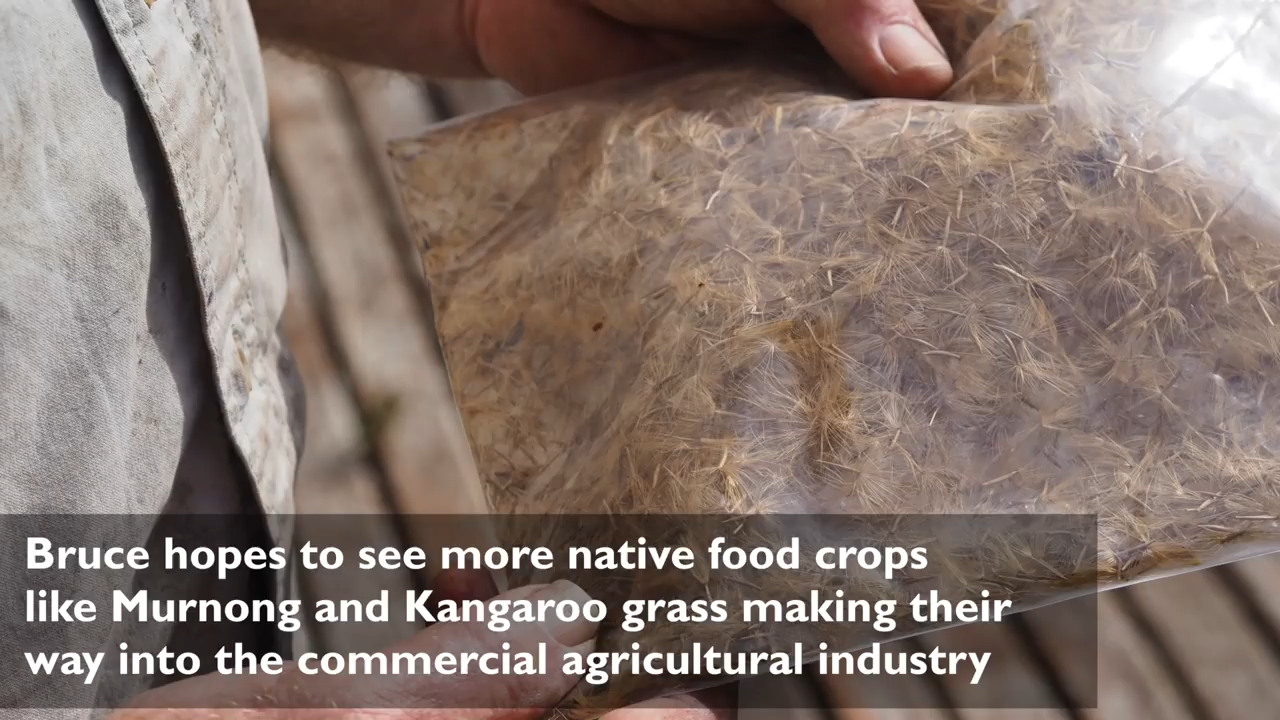 Bruce hopes to see more native food crops
like Murnong and Kangaroo grass making their
way into the commercial agricultural industry